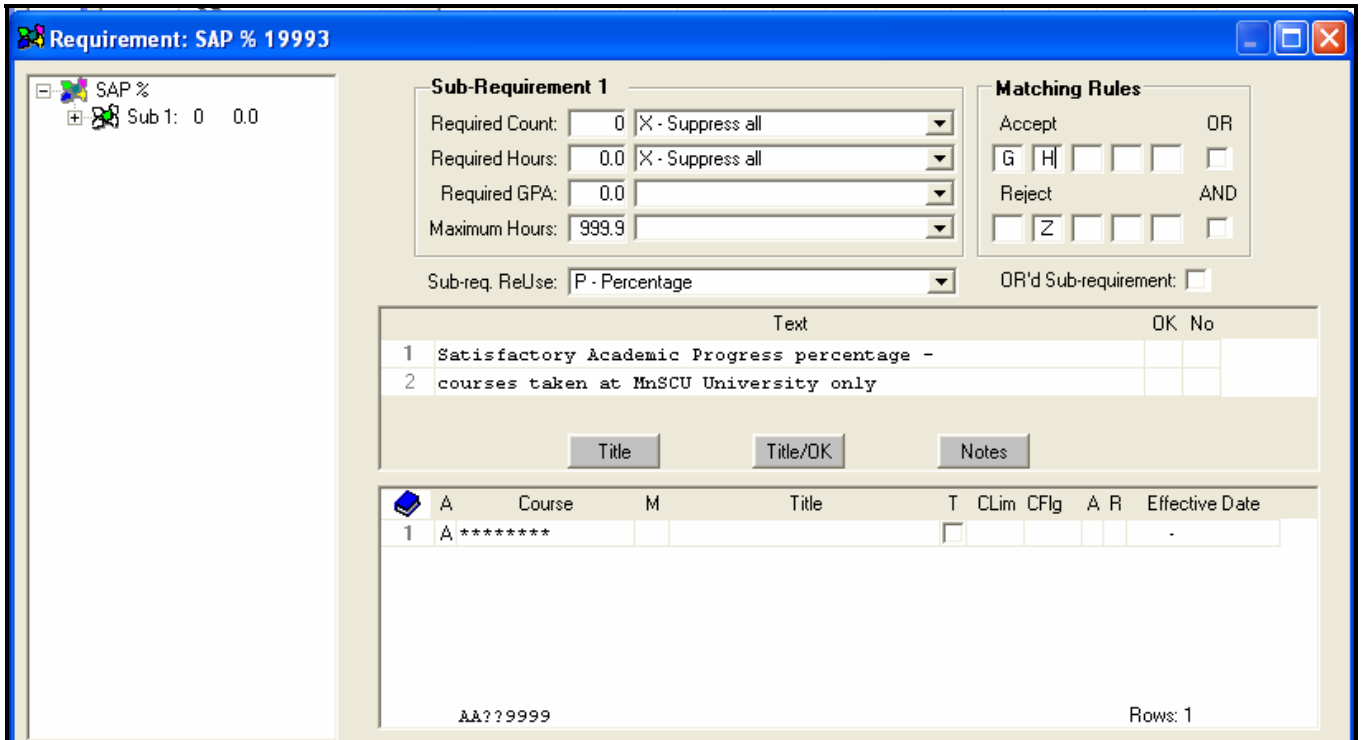 Requirement: SAP % 19993
SAP %
Sub 1: 0 0.0
Sub-Requirement 1
Required Count: 0 X - Suppress all
Required Hours: 0.0 X - Suppress all
Required GPA: 0.0
Maximum Hours: 999.9
Matching Rules
Accept OR
G H
Reject AND
Z
Sub-req. ReUse: P - Percentage
OR'd Sub-requirement:
Text OK No
1 Satisfactory Academic Progress percentage -
2 courses taken at MnSCU University only
Title Title/OK Notes
A Course M Title T CLim CFlg A R Effective Date
1 A ******** -
AA??9999 Rows: 1